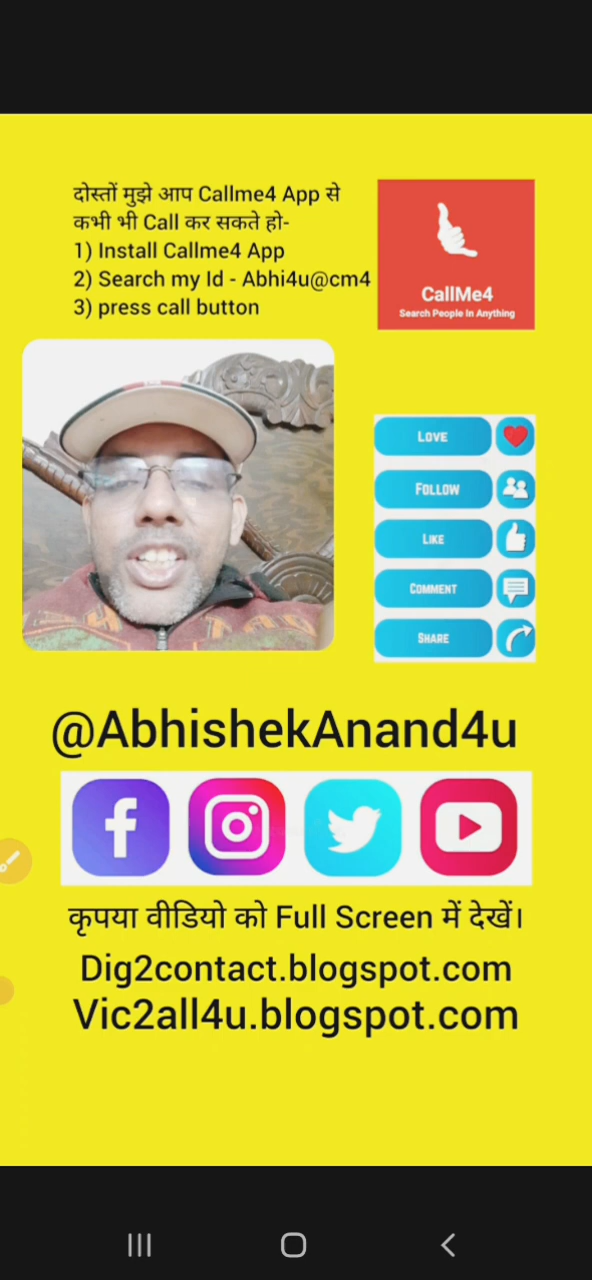 दोस्तों मुझे आप Callme4 App से
कभी भी Call कर सकते हो-
1) Install Callme4 App
2) Search my Id - Abhi4u@cm4
3) press call button
CallMe4
Search People In Anything
LOVE
FOLLOW
LIKE
COMMENT
SHARE
@AbhishekAnand4u
कृपया वीडियो को Full Screen में देखें।
Dig2contact.blogspot.com
Vic2all4u.blogspot.com